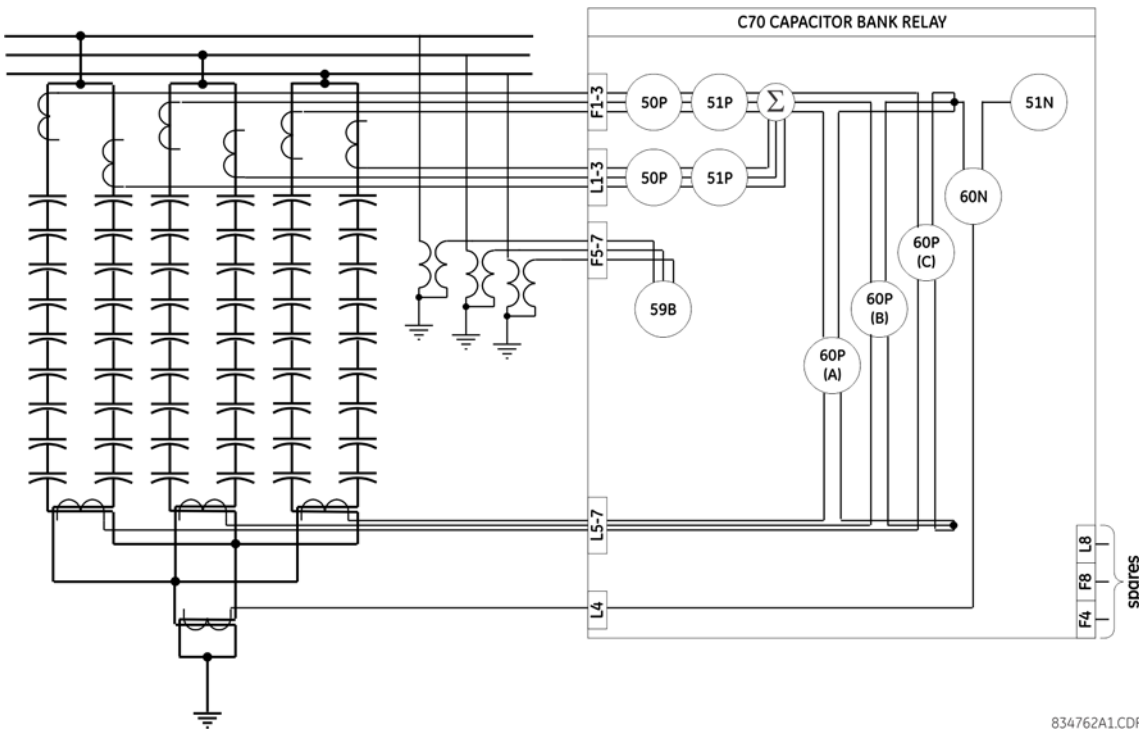 C70 CAPACITOR BANK RELAY
F1-3
50P
51P
Σ
51N
L1-3
50P
51P
60N
F5-7
59B
60P
(C)
60P
(B)
60P
(A)
L5-7
L4
L8
F8
F4
spares
834762A1.CDR